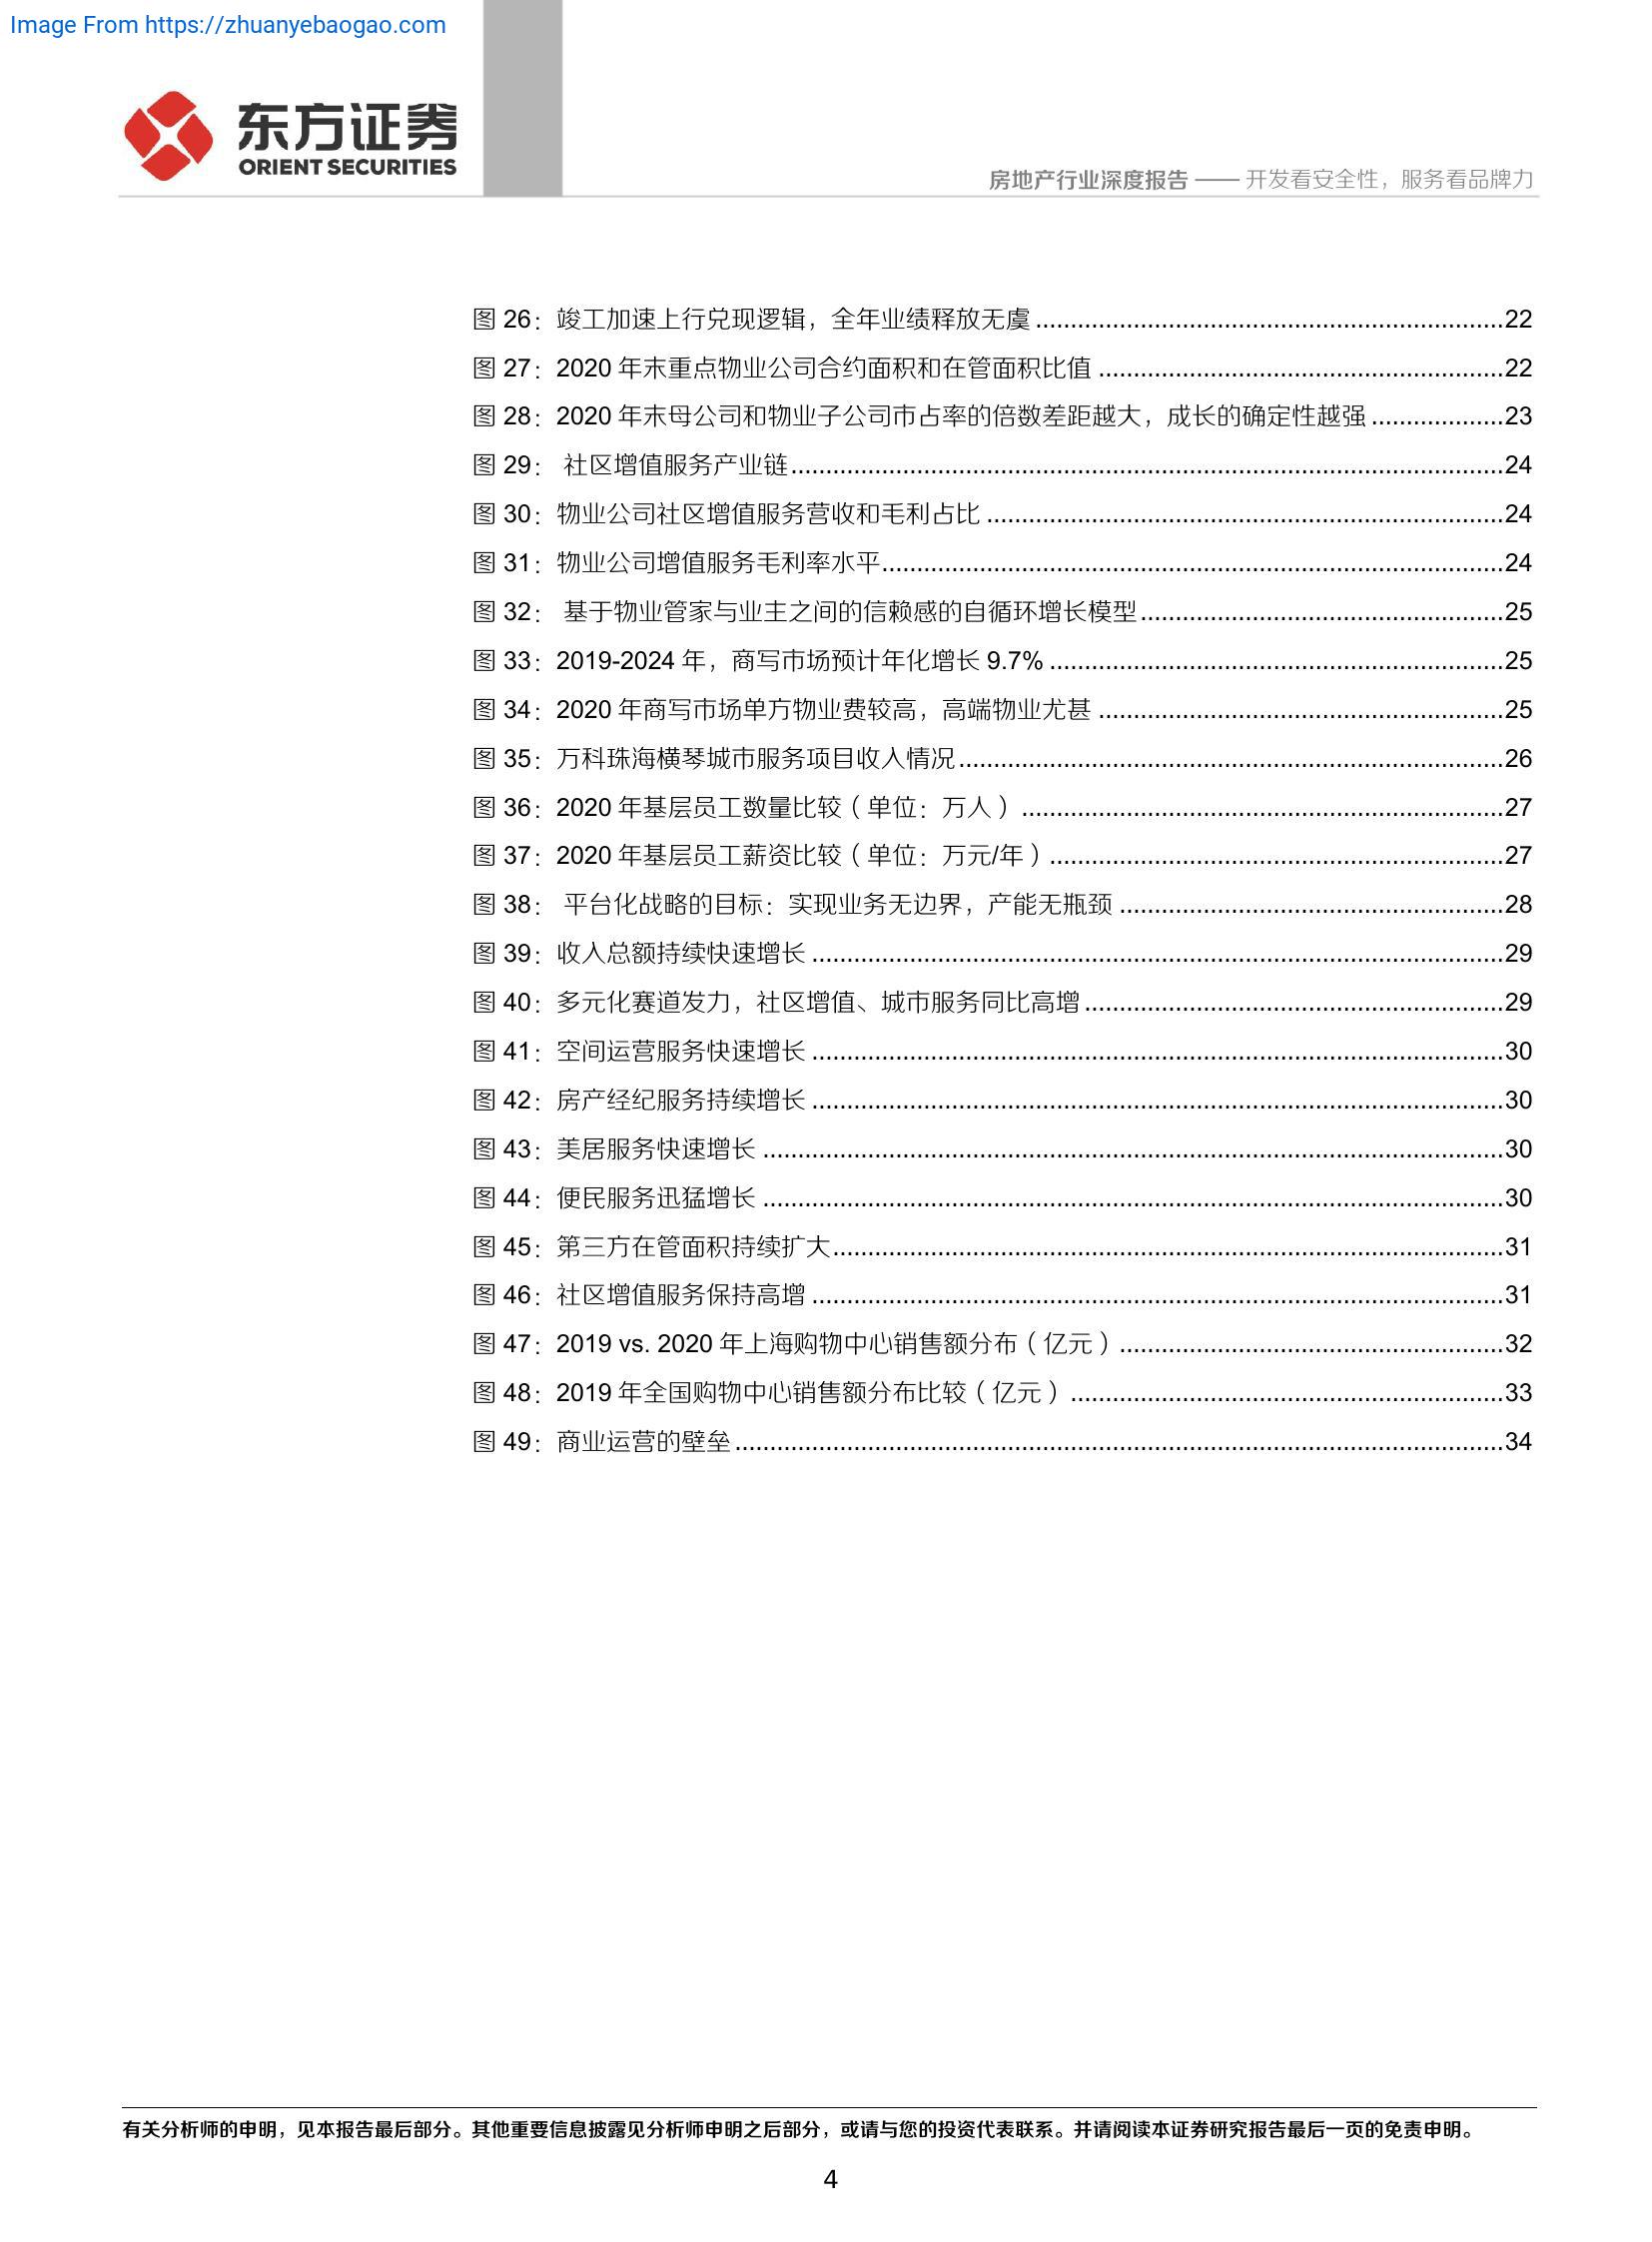 Image From https://zhuanyebaogao.com
东方证券
ORIENT SECURITIES
房地产行业深度报告 —— 开发看安全性，服务看品牌力
图 26：竣工加速上行兑现逻辑，全年业绩释放无虞...................................................................22
图 27：2020 年末重点物业公司合约面积和在管面积比值..........................................................22
图 28：2020 年末母公司和物业子公司市占率的倍数差距越大，成长的确定性越强...................23
图 29： 社区增值服务产业链......................................................................................................24
图 30：物业公司社区增值服务营收和毛利占比..........................................................................24
图 31：物业公司增值服务毛利率水平.........................................................................................24
图 32： 基于物业管家与业主之间的信赖感的自循环增长模型....................................................25
图 33：2019-2024 年，商写市场预计年化增长 9.7%.................................................................25
图 34：2020 年商写市场单方物业费较高，高端物业尤甚..........................................................25
图 35：万科珠海横琴城市服务项目收入情况..............................................................................26
图 36：2020 年基层员工数量比较（单位：万人）.....................................................................27
图 37：2020 年基层员工薪资比较（单位：万元/年）.................................................................27
图 38： 平台化战略的目标：实现业务无边界，产能无瓶颈.......................................................28
图 39：收入总额持续快速增长...................................................................................................29
图 40：多元化赛道发力，社区增值、城市服务同比高增............................................................29
图 41：空间运营服务快速增长...................................................................................................30
图 42：房产经纪服务持续增长...................................................................................................30
图 43：美居服务快速增长..........................................................................................................30
图 44：便民服务迅猛增长..........................................................................................................30
图 45：第三方在管面积持续扩大................................................................................................31
图 46：社区增值服务保持高增...................................................................................................31
图 47：2019 vs. 2020 年上海购物中心销售额分布（亿元）.......................................................32
图 48：2019 年全国购物中心销售额分布比较（亿元）..............................................................33
图 49：商业运营的壁垒..............................................................................................................34
有关分析师的申明，见本报告最后部分。其他重要信息披露见分析师申明之后部分，或请与您的投资代表联系。并请阅读本证券研究报告最后一页的免责申明。
4